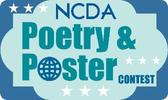 NCDA
Poetry &
Poster
CONTEST